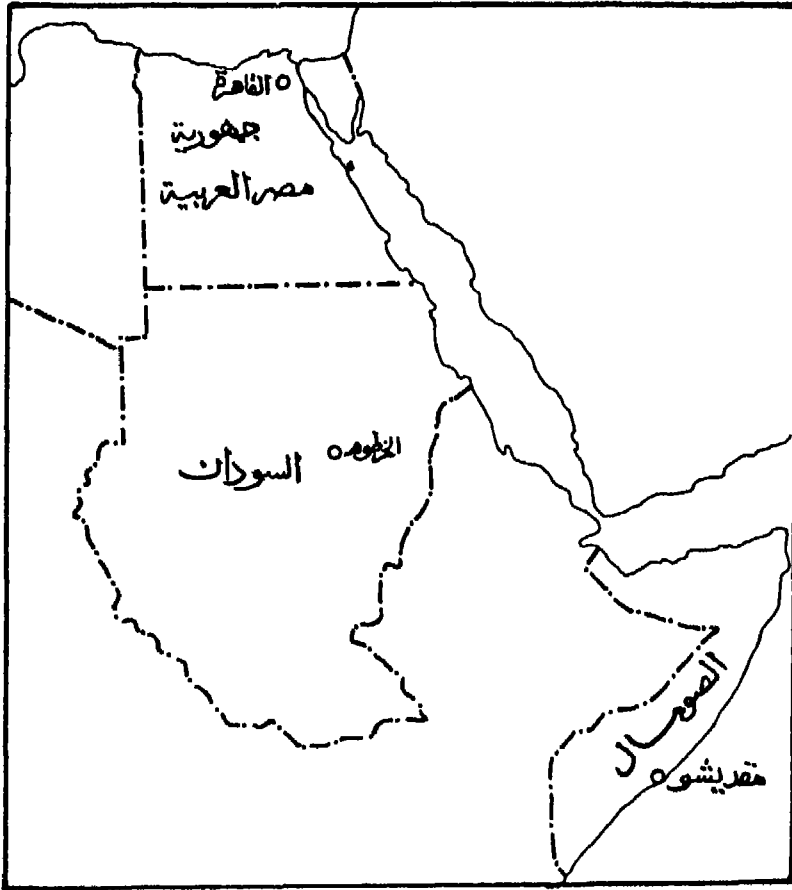 القاهرة
جمهورية
مصر العربية
الخرطوم
السودان
الصومال
مقديشو